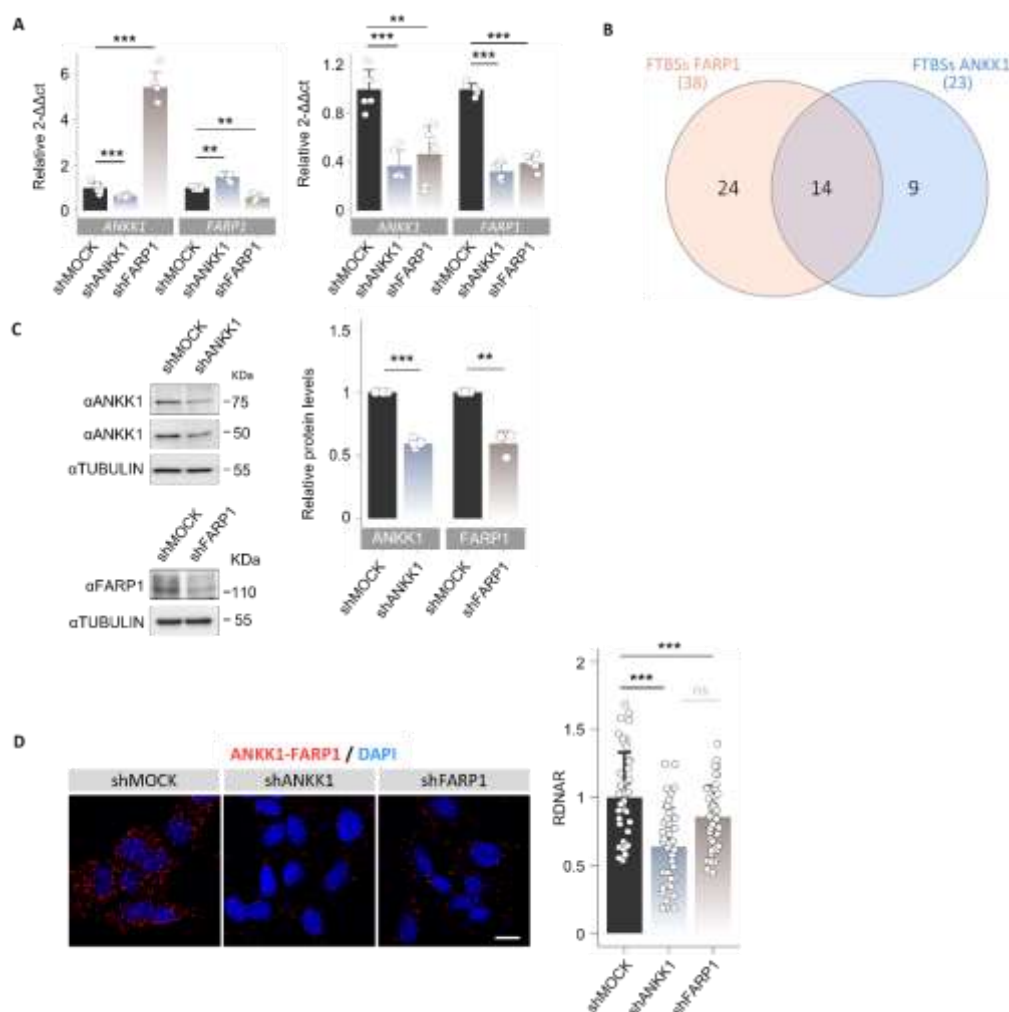 A
Relative 2-ΔΔct
6
4
2
0
***
***
**
**
ANKK1
FARP1
shMOCK
shANKK1
shFARP1
shMOCK
shANKK1
shFARP1
Relative 2-ΔΔct
1.2
0.8
0.4
0
**
***
***
***
ANKK1
FARP1
shMOCK
shANKK1
shFARP1
shMOCK
shANKK1
shFARP1
B
FTBSs FARP1
(38)
FTBSs ANKK1
(23)
24
14
9
C
shMOCK
shANKK1
KDa
αANKK1
-75
αANKK1
-50
αTUBULIN
-55
shMOCK
shFARP1
KDa
αFARP1
-110
αTUBULIN
-55
Relative protein levels
1.5
1
0.5
0
***
**
ANKK1
FARP1
shMOCK
shANKK1
shMOCK
shFARP1
D
ANKK1-FARP1 / DAPI
shMOCK
shANKK1
shFARP1
RDNAR
2
1.5
1
0.5
0
***
***
ns
shMOCK
shANKK1
shFARP1